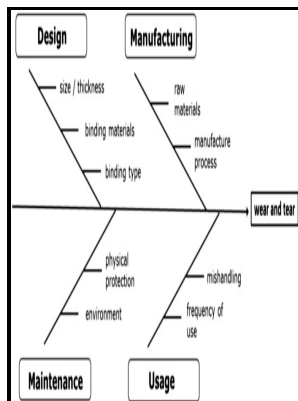 Design
Manufacturing
size / thickness
binding materials
binding type
raw
materials
manufacture
process
wear and tear
physical
protection
environment
mishandling
frequency of
use
Maintenance
Usage